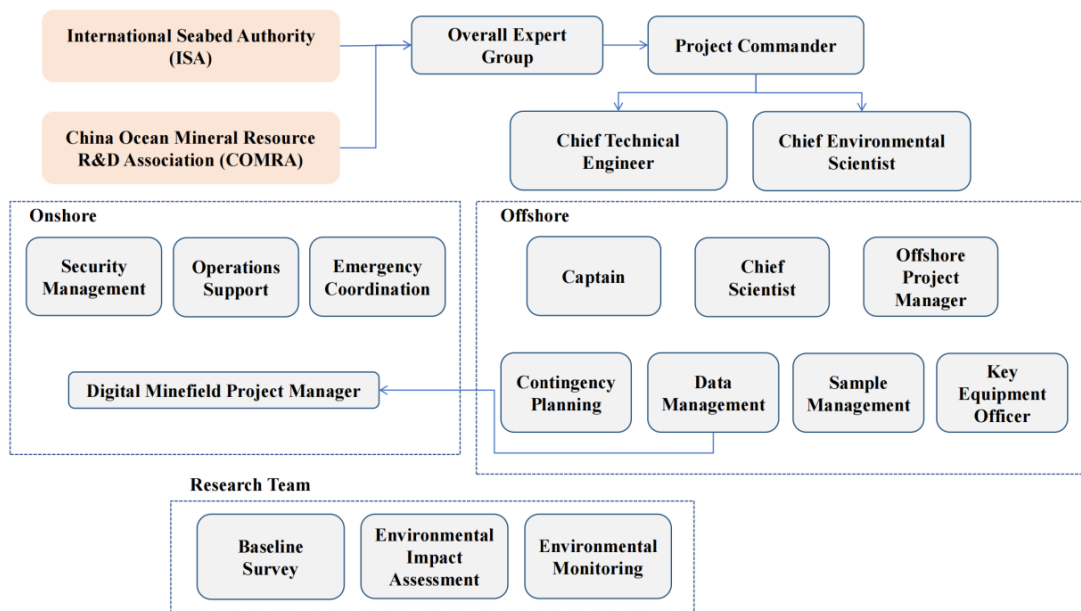 International Seabed Authority
(ISA)
Overall Expert
Group
Project Commander
China Ocean Mineral Resource
R&D Association (COMRA)
Chief Technical
Engineer
Chief Environmental
Scientist
Onshore
Security
Management
Operations
Support
Emergency
Coordination
Digital Minefield Project Manager
Offshore
Captain
Chief
Scientist
Offshore
Project
Manager
Contingency
Planning
Data
Management
Sample
Management
Key
Equipment
Officer
Research Team
Baseline
Survey
Environmental
Impact
Assessment
Environmental
Monitoring